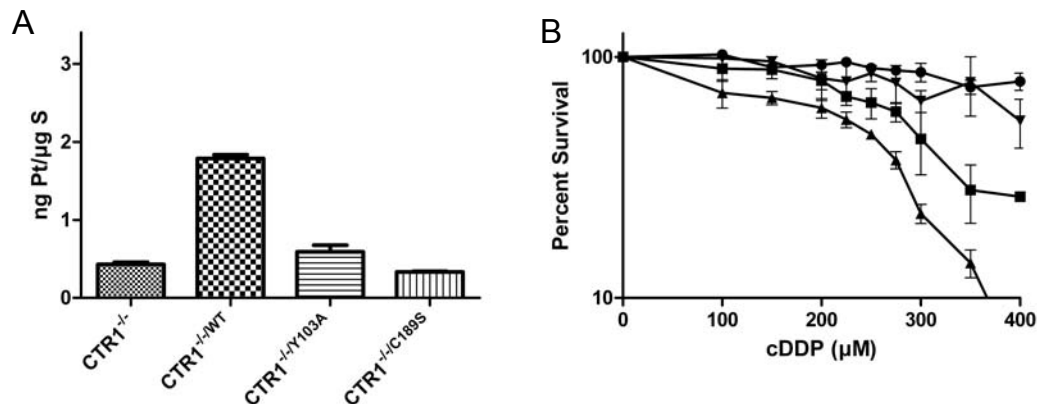 A
ng Pt/µg S
3
2
1
0
CTR1-/-
CTR1-/-/WT
CTR1-/-/Y103A
CTR1-/-/C189S
B
Percent Survival
100
10
0
100
200
300
400
cDDP (µM)